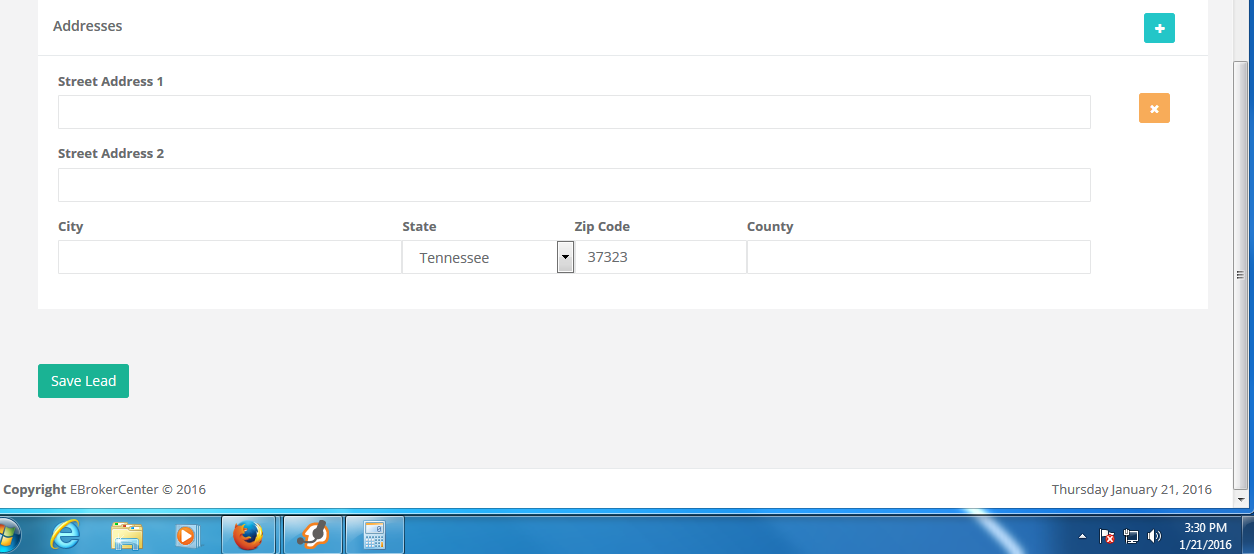 Addresses
Street Address 1
Street Address 2
City State Zip Code County
Tennessee 37323
Save Lead
Copyright EBrokerCenter © 2016 Thursday January 21, 2016
3:30 PM
1/21/2016